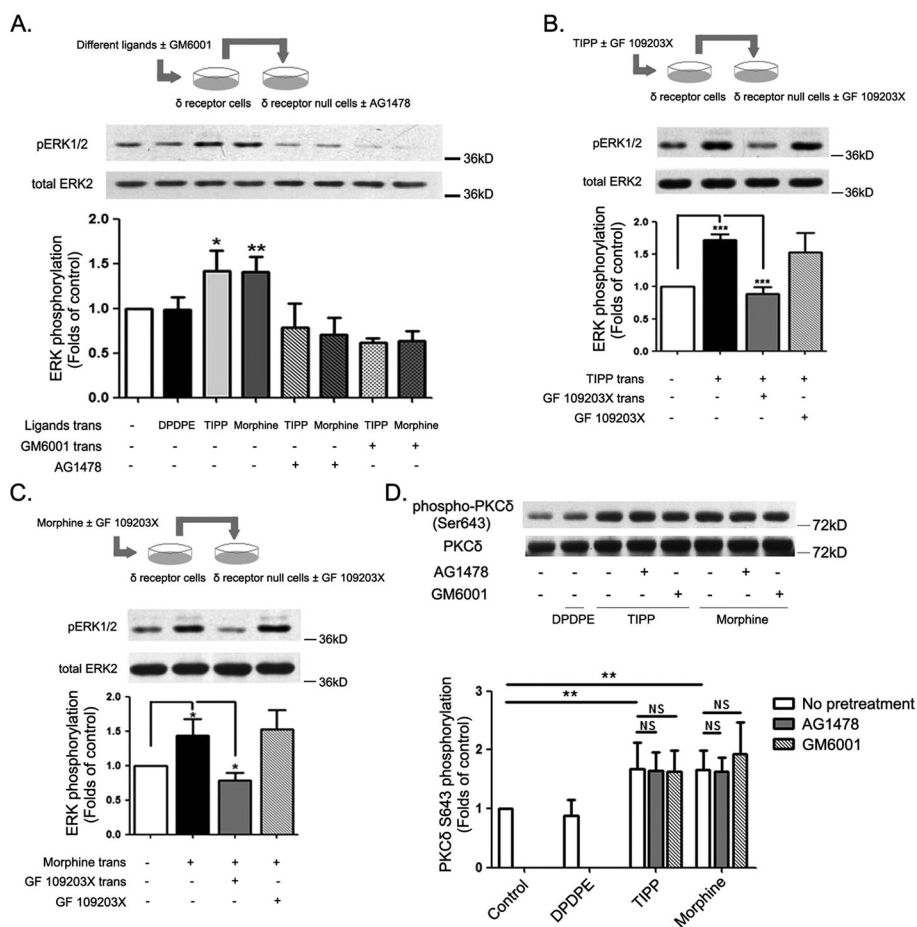 A.
Different ligands ± GM6001
δ receptor cells δ receptor null cells ± AG1478
pERK1/2
36kD
total ERK2
36kD
ERK phosphorylation
(Folds of control)
2.0
1.5
1.0
0.5
0.0
* **
Ligands trans - DPDPE TIPP Morphine TIPP Morphine TIPP Morphine
GM6001 trans - - - - - - + +
AG1478 - - - - + + - -
B.
TIPP ± GF 109203X
δ receptor cells δ receptor null cells ± GF 109203X
pERK1/2
36kD
total ERK2
36kD
ERK phosphorylation
(Folds of control)
2.0
1.5
1.0
0.5
0.0
***
***
TIPP trans - + + +
GF 109203X trans - - + -
GF 109203X - - - +
C.
Morphine ± GF 109203X
δ receptor cells δ receptor null cells ± GF 109203X
pERK1/2
36kD
total ERK2
36kD
ERK phosphorylation
(Folds of control)
2.0
1.5
1.0
0.5
0.0
*
*
Morphine trans - + + +
GF 109203X trans - - + -
GF 109203X - - - +
D.
phospho-PKCδ
(Ser643)
72kD
PKCδ
72kD
AG1478 - - - + - - + -
GM6001 - - - - + - - +
DPDPE TIPP Morphine
PKCδ S643 phosphorylation
(Folds of control)
3
2
1
0
**
**
NS
NS
NS
NS
No pretreatment
AG1478
GM6001
Control
DPDPE
TIPP
Morphine